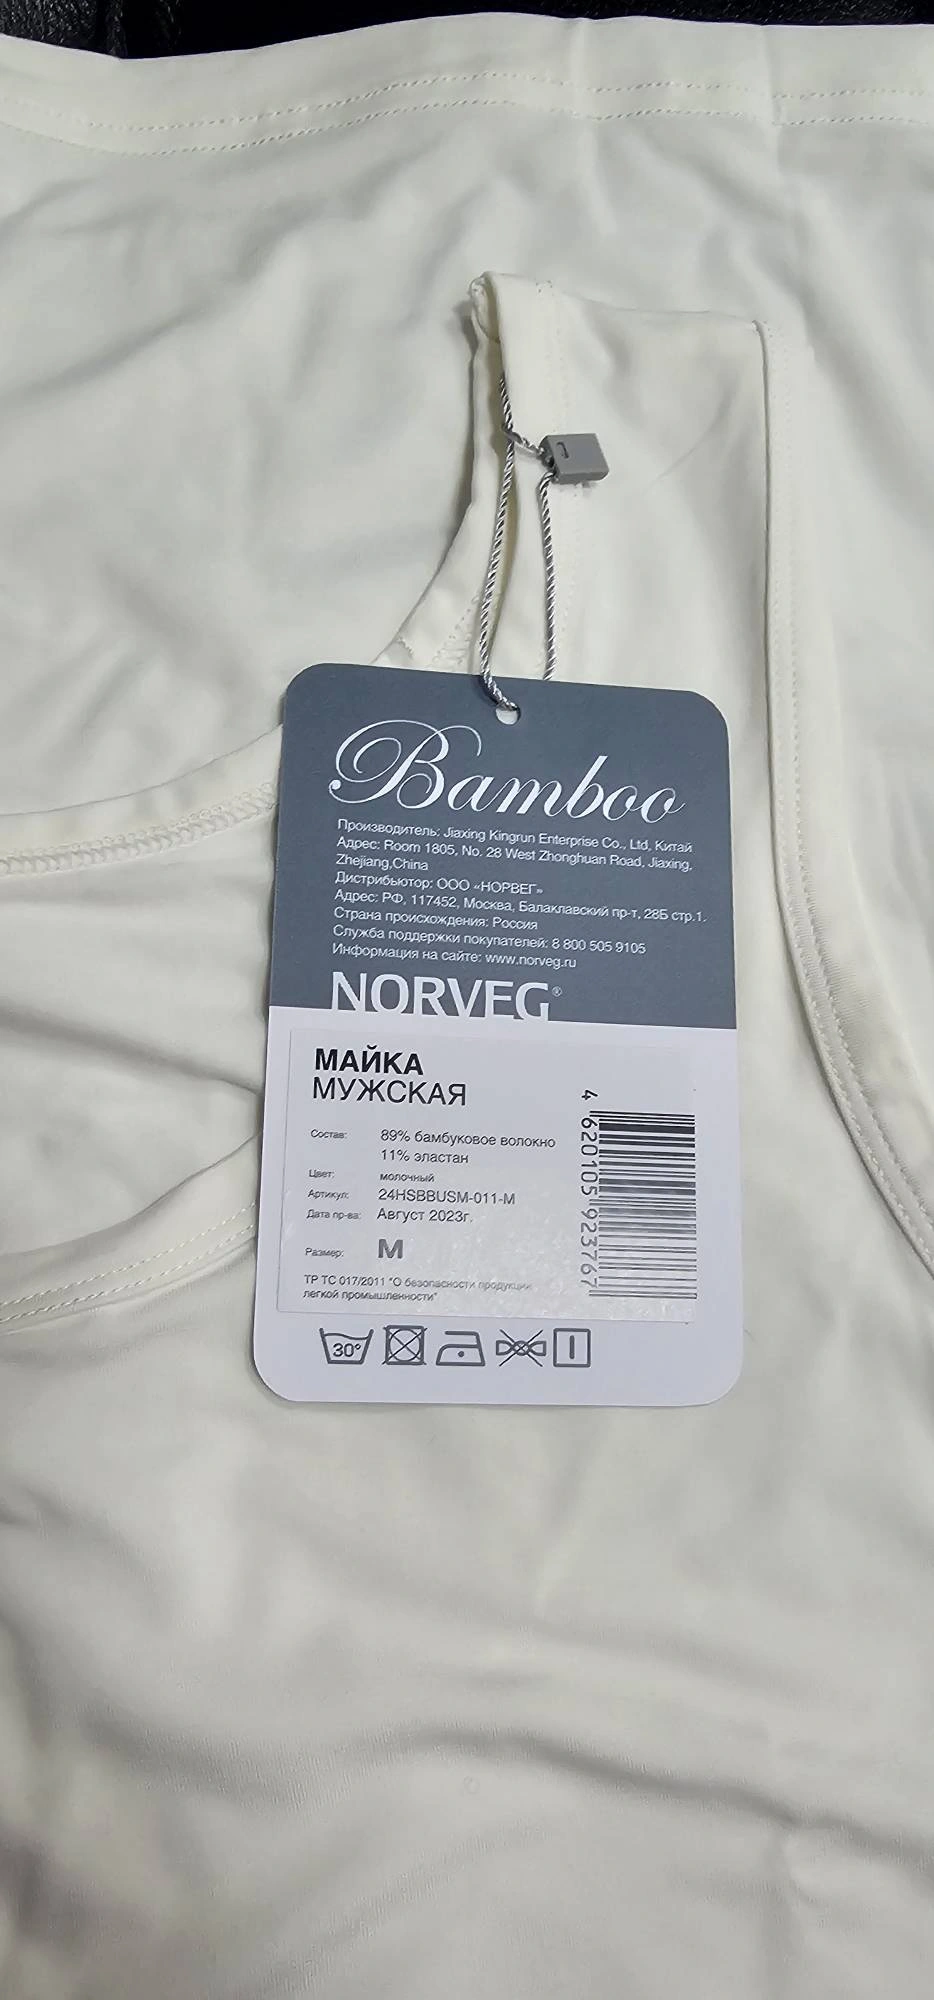 Bamboo
Производитель: Jiaxing Kingrun Enterprise Co., Ltd, Китай
Адрес: Room 1805, No. 28 West Zhonghuan Road, Jiaxing,
Zhejiang,China
Дистрибьютор: ООО «НОРВЕГ»
Адрес: РФ, 117452, Москва, Балаклавский пр-т, 28Б стр.1.
Страна происхождения: Россия
Служба поддержки покупателей: 8 800 505 9105
Информация на сайте: www.norveg.ru
NORVEG®
МАЙКА
МУЖСКАЯ
Состав: 89% бамбуковое волокно
11% эластан
Цвет: молочный
Артикул: 24HSBBUSM-011-M
Дата пр-ва: Август 2023г.
Размер: M
ТР ТС 017/2011 "О безопасности продукции
легкой промышленности"
4 620105 923767
30°